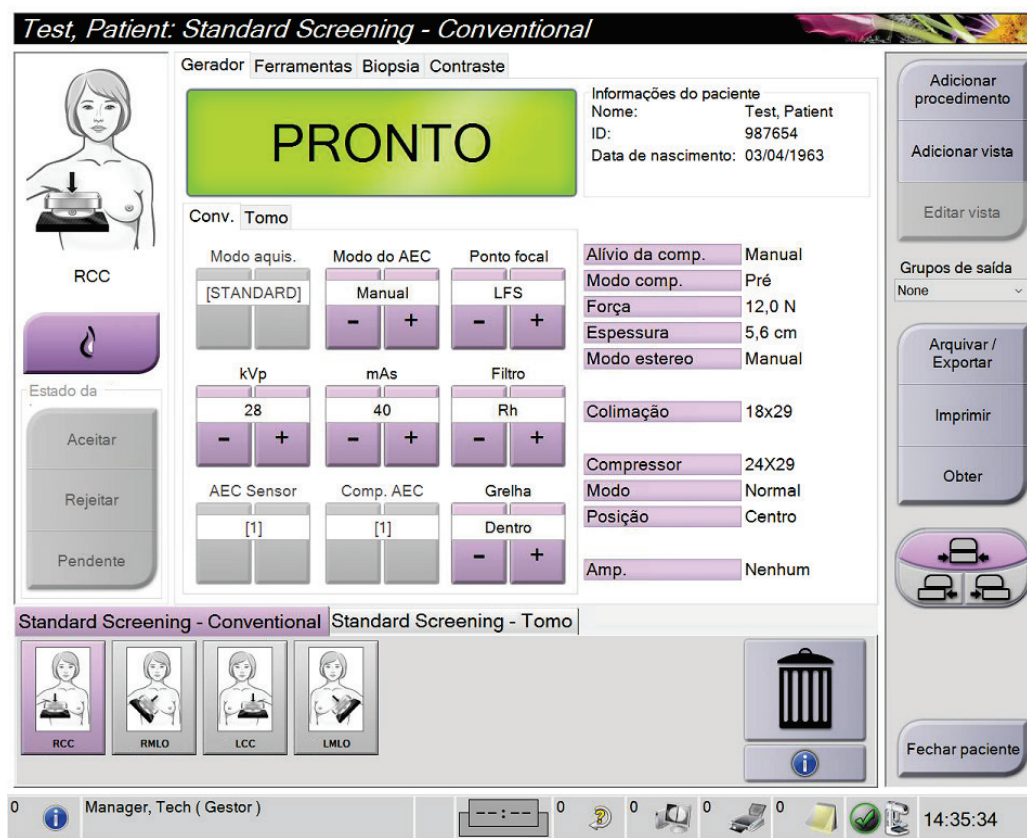 Test, Patient: Standard Screening - Conventional
RCC
Estado da
Aceitar
Rejeitar
Pendente
Gerador Ferramentas Biopsia Contraste
PRONTO
Informações do paciente
Nome: Test, Patient
ID: 987654
Data de nascimento: 03/04/1963
Conv. Tomo
Modo aquis. Modo do AEC Ponto focal
[STANDARD] Manual LFS
- + - +
kVp mAs Filtro
28 40 Rh
- + - + - +
AEC Sensor Comp. AEC Grelha
[1] [1] Dentro
- +
Alívio da comp. Manual
Modo comp. Pré
Força 12,0 N
Espessura 5,6 cm
Modo estereo Manual
Colimação 18x29
Compressor 24X29
Modo Normal
Posição Centro
Amp. Nenhum
Adicionar
procedimento
Adicionar vista
Editar vista
Grupos de saída
None
Arquivar /
Exportar
Imprimir
Obter
Fechar paciente
Standard Screening - Conventional Standard Screening - Tomo
RCC RMLO LCC LMLO
0 Manager, Tech ( Gestor ) --:-- 0 0 0 0 14:35:34